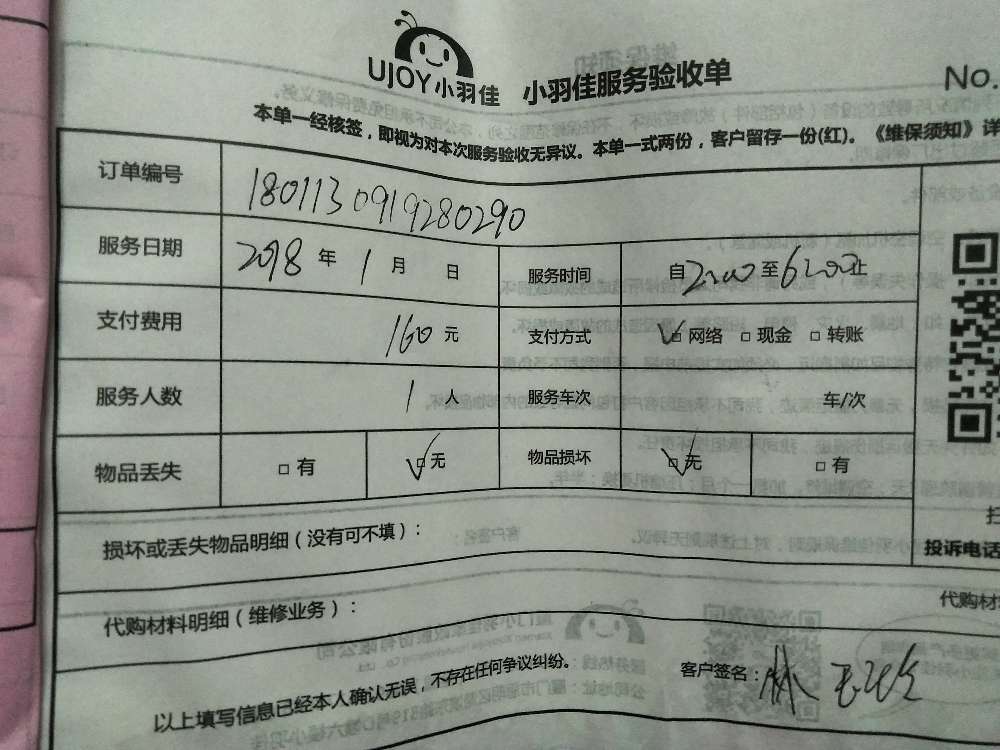 UJOY小羽佳 小羽佳服务验收单 No.
本单一经核签，即视为对本次服务验收无异议。本单一式两份，客户留存一份(红)。《维保须知》详
订单编号 180113091928029​0
服务日期 2018 年 1 月 日 服务时间 自 至 止
支付费用 160 元 支付方式 □网络 □现金 □转账
服务人数 1 人 服务车次 车/次
物品丢失 □有 □无 物品损坏 □无 □有
损坏或丢失物品明细（没有可不填）：
投诉电话
代购材料明细（维修业务）： 代购材
以上填写信息已经本人确认无误，不存在任何争议纠纷。 客户签名：林